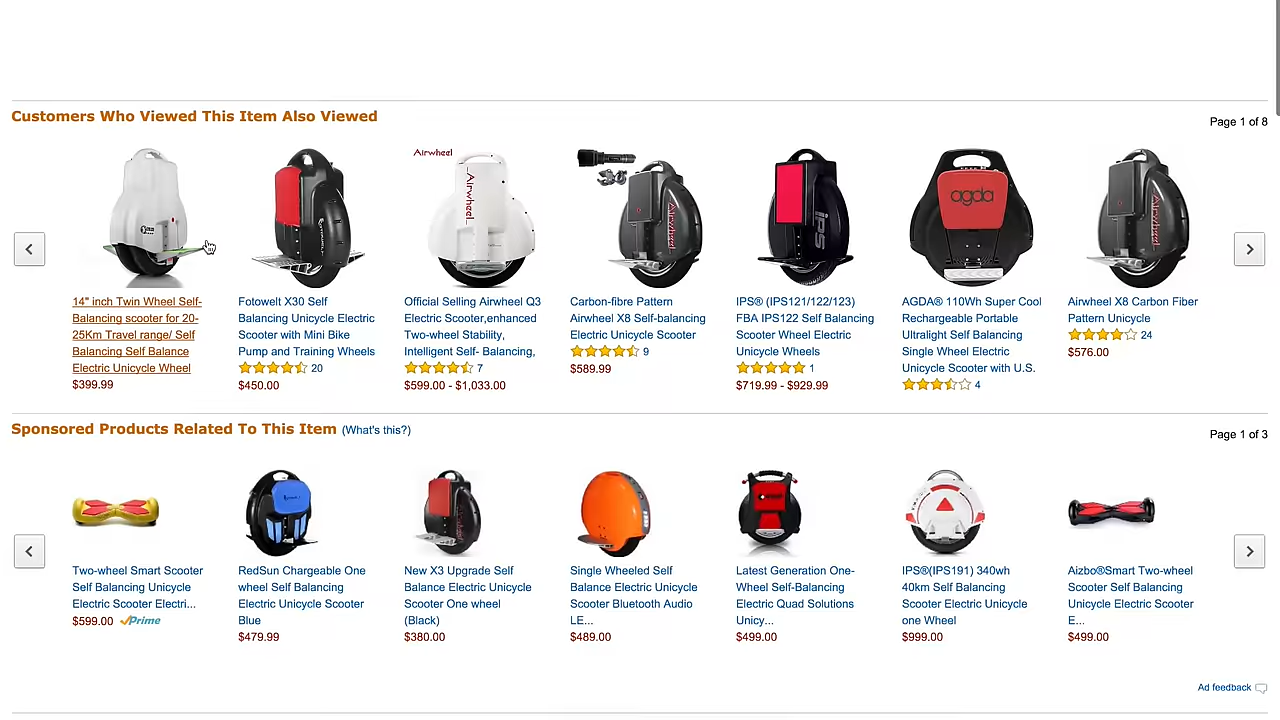 Customers Who Viewed This Item Also Viewed
Page 1 of 8
Airwheel
Airwheel
Airwheel
IPS
agda
Airwheel
14" inch Twin Wheel Self-
Balancing scooter for 20-
25Km Travel range/ Self
Balancing Self Balance
Electric Unicycle Wheel
$399.99
Fotowelt X30 Self
Balancing Unicycle Electric
Scooter with Mini Bike
Pump and Training Wheels
20
$450.00
Official Selling Airwheel Q3
Electric Scooter,enhanced
Two-wheel Stability,
Intelligent Self- Balancing,
7
$599.00 - $1,033.00
Carbon-fibre Pattern
Airwheel X8 Self-balancing
Electric Unicycle Scooter
9
$589.99
IPS® (IPS121/122/123)
FBA IPS122 Self Balancing
Scooter Wheel Electric
Unicycle Wheels
1
$719.99 - $929.99
AGDA® 110Wh Super Cool
Rechargeable Portable
Ultralight Self Balancing
Single Wheel Electric
Unicycle Scooter with U.S.
4
Airwheel X8 Carbon Fiber
Pattern Unicycle
24
$576.00
Sponsored Products Related To This Item (What's this?)
Page 1 of 3
Two-wheel Smart Scooter
Self Balancing Unicycle
Electric Scooter Electri...
$599.00 Prime
RedSun Chargeable One
wheel Self Balancing
Electric Unicycle Scooter
Blue
$479.99
New X3 Upgrade Self
Balance Electric Unicycle
Scooter One wheel
(Black)
$380.00
Single Wheeled Self
Balance Electric Unicycle
Scooter Bluetooth Audio
LE...
$489.00
Latest Generation One-
Wheel Self-Balancing
Electric Quad Solutions
Unicy...
$499.00
IPS®(IPS191) 340wh
40km Self Balancing
Scooter Electric Unicycle
one Wheel
$999.00
Aizbo®Smart Two-wheel
Scooter Self Balancing
Unicycle Electric Scooter
E...
$499.00
Ad feedback